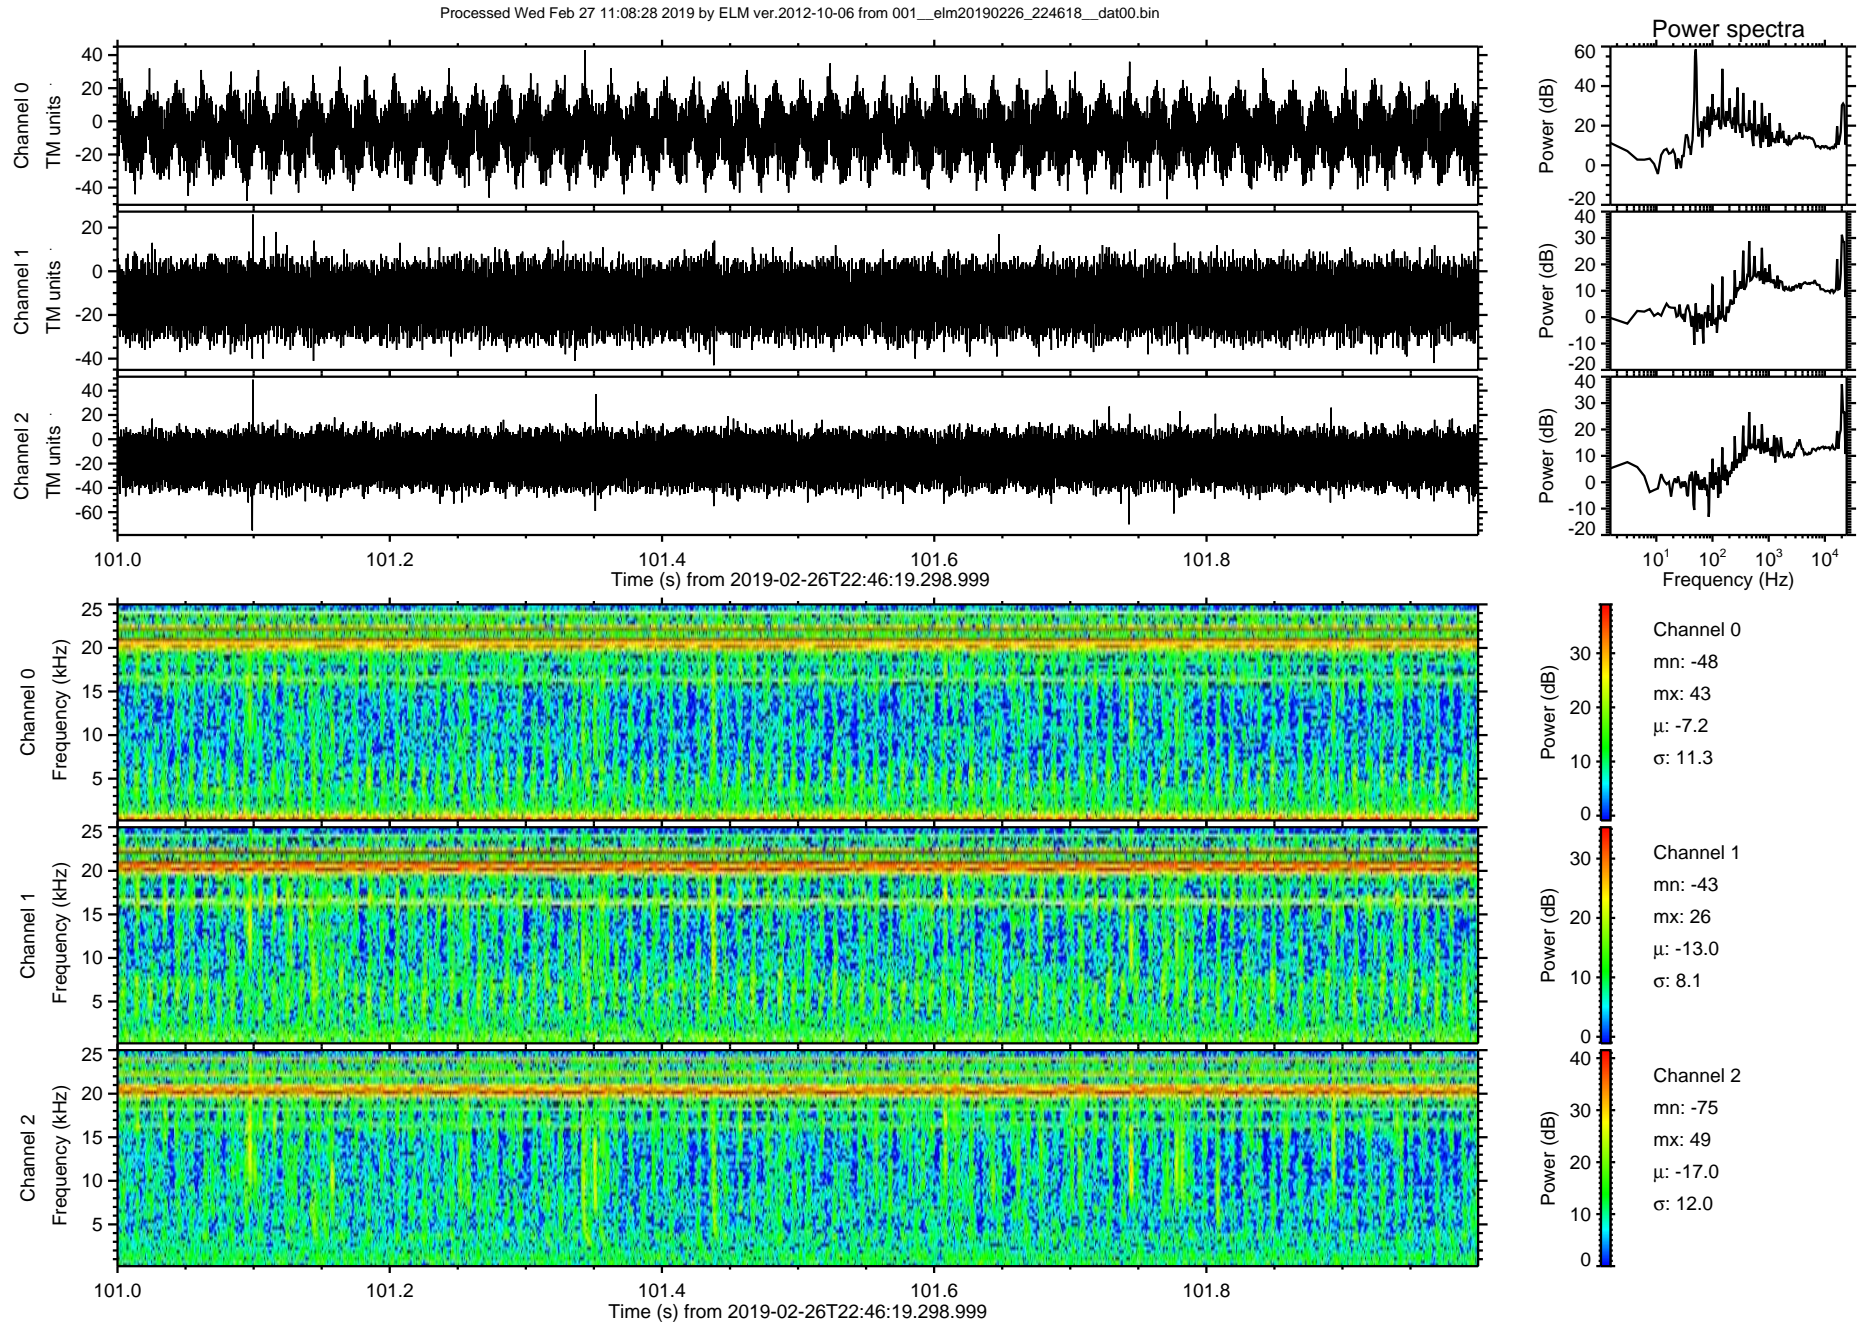 Processed Wed Feb 27 11:08:28 2019 by ELM ver.2012-10-06 from 001__elm20190226_224618__dat00.bin
Power spectra
Channel 0
TM units
40
20
0
-20
-40
Power (dB)
60
40
20
0
-20
Channel 1
TM units
20
0
-20
-40
Power (dB)
40
30
20
10
0
-10
-20
Channel 2
TM units
40
20
0
-20
-40
-60
Power (dB)
40
30
20
10
0
-10
-20
101.0 101.2 101.4 101.6 101.8
Time (s) from 2019-02-26T22:46:19.298.999
10¹ 10² 10³ 10⁴
Frequency (Hz)
Channel 0
Frequency (kHz)
25
20
15
10
5
Power (dB)
30
20
10
0
Channel 0
mn: -48
mx: 43
µ: -7.2
σ: 11.3
Channel 1
Frequency (kHz)
25
20
15
10
5
Power (dB)
30
20
10
0
Channel 1
mn: -43
mx: 26
µ: -13.0
σ: 8.1
Channel 2
Frequency (kHz)
25
20
15
10
5
Power (dB)
40
30
20
10
0
Channel 2
mn: -75
mx: 49
µ: -17.0
σ: 12.0
101.0 101.2 101.4 101.6 101.8
Time (s) from 2019-02-26T22:46:19.298.999